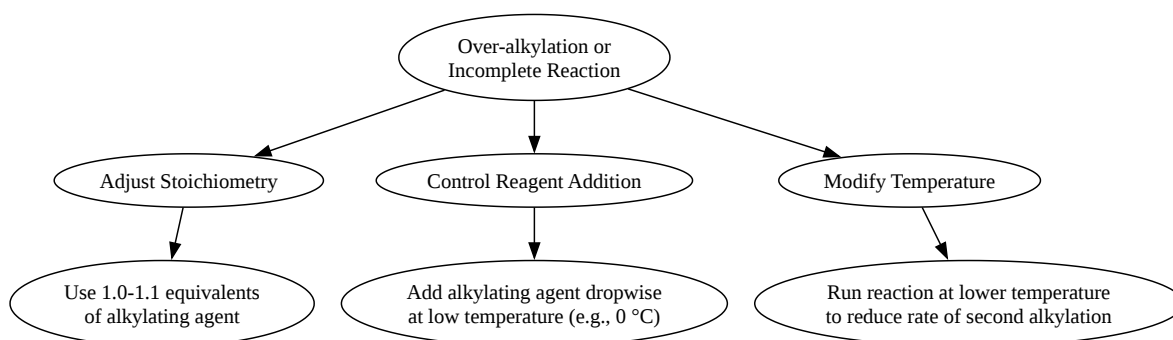 Over-alkylation or
Incomplete Reaction
Adjust Stoichiometry
Control Reagent Addition
Modify Temperature
Use 1.0-1.1 equivalents
of alkylating agent
Add alkylating agent dropwise
at low temperature (e.g., 0 °C)
Run reaction at lower temperature
to reduce rate of second alkylation